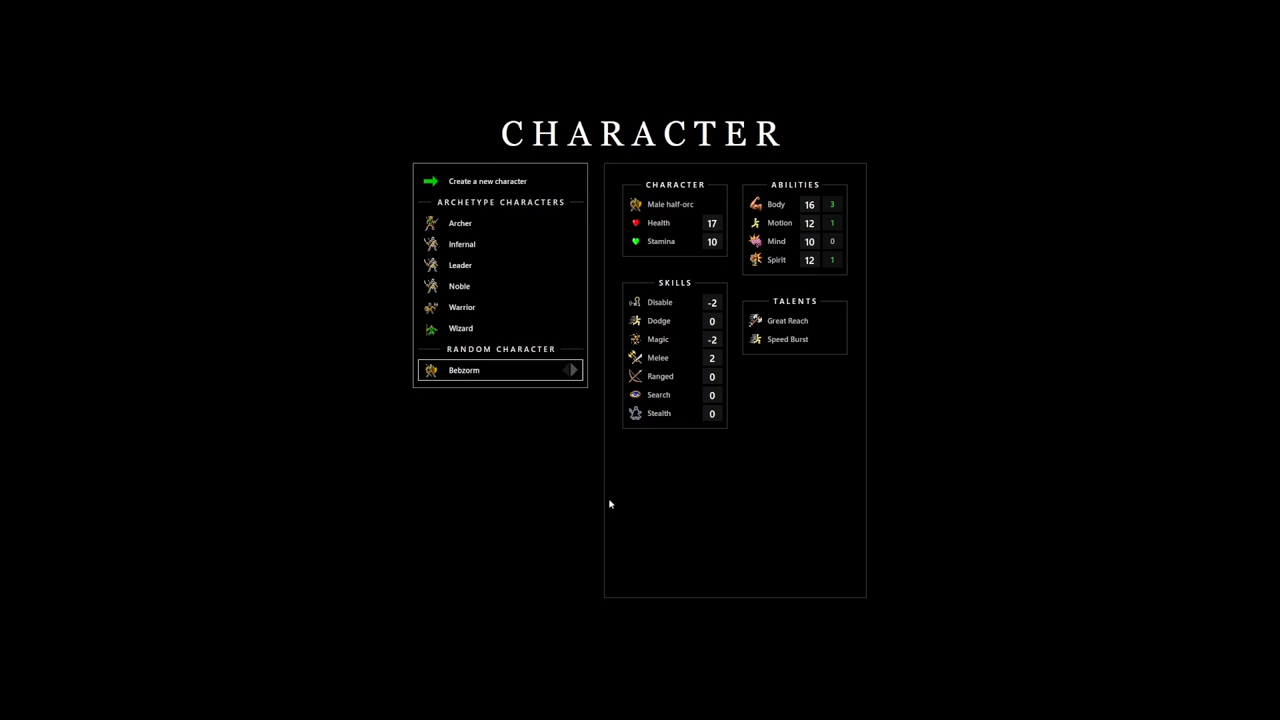 CHARACTER
Create a new character
ARCHETYPE CHARACTERS
Archer
Infernal
Leader
Noble
Warrior
Wizard
RANDOM CHARACTER
Bebzorm
CHARACTER
Male half-orc
Health 17
Stamina 10
SKILLS
Disable -2
Dodge 0
Magic -2
Melee 2
Ranged 0
Search 0
Stealth 0
ABILITIES
Body 16 3
Motion 12 1
Mind 10 0
Spirit 12 1
TALENTS
Great Reach
Speed Burst